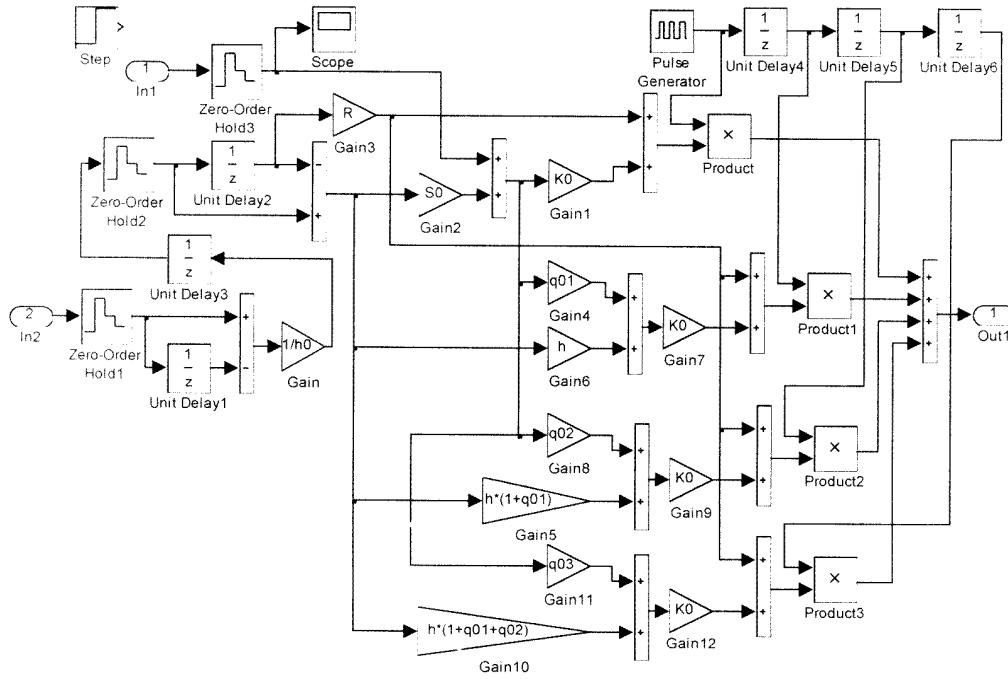 Step
1
In1
Zero-Order
Hold3
Scope
Pulse
Generator
1
z
Unit Delay4
1
z
Unit Delay5
1
z
Unit Delay6
R
Gain3
Zero-Order
Hold2
1
z
Unit Delay2
-
+
S0
Gain2
+
+
K0
Gain1
+
+
×
Product
1
z
Unit Delay3
2
In2
Zero-Order
Hold1
1
z
Unit Delay1
+
-
1/h0
Gain
q01
Gain4
h
Gain6
+
+
K0
Gain7
+
+
×
Product1
+
+
+
+
1
Out1
q02
Gain8
h*(1+q01)
Gain5
+
+
K0
Gain9
+
+
×
Product2
q03
Gain11
h*(1+q01+q02)
Gain10
+
+
K0
Gain12
+
+
×
Product3